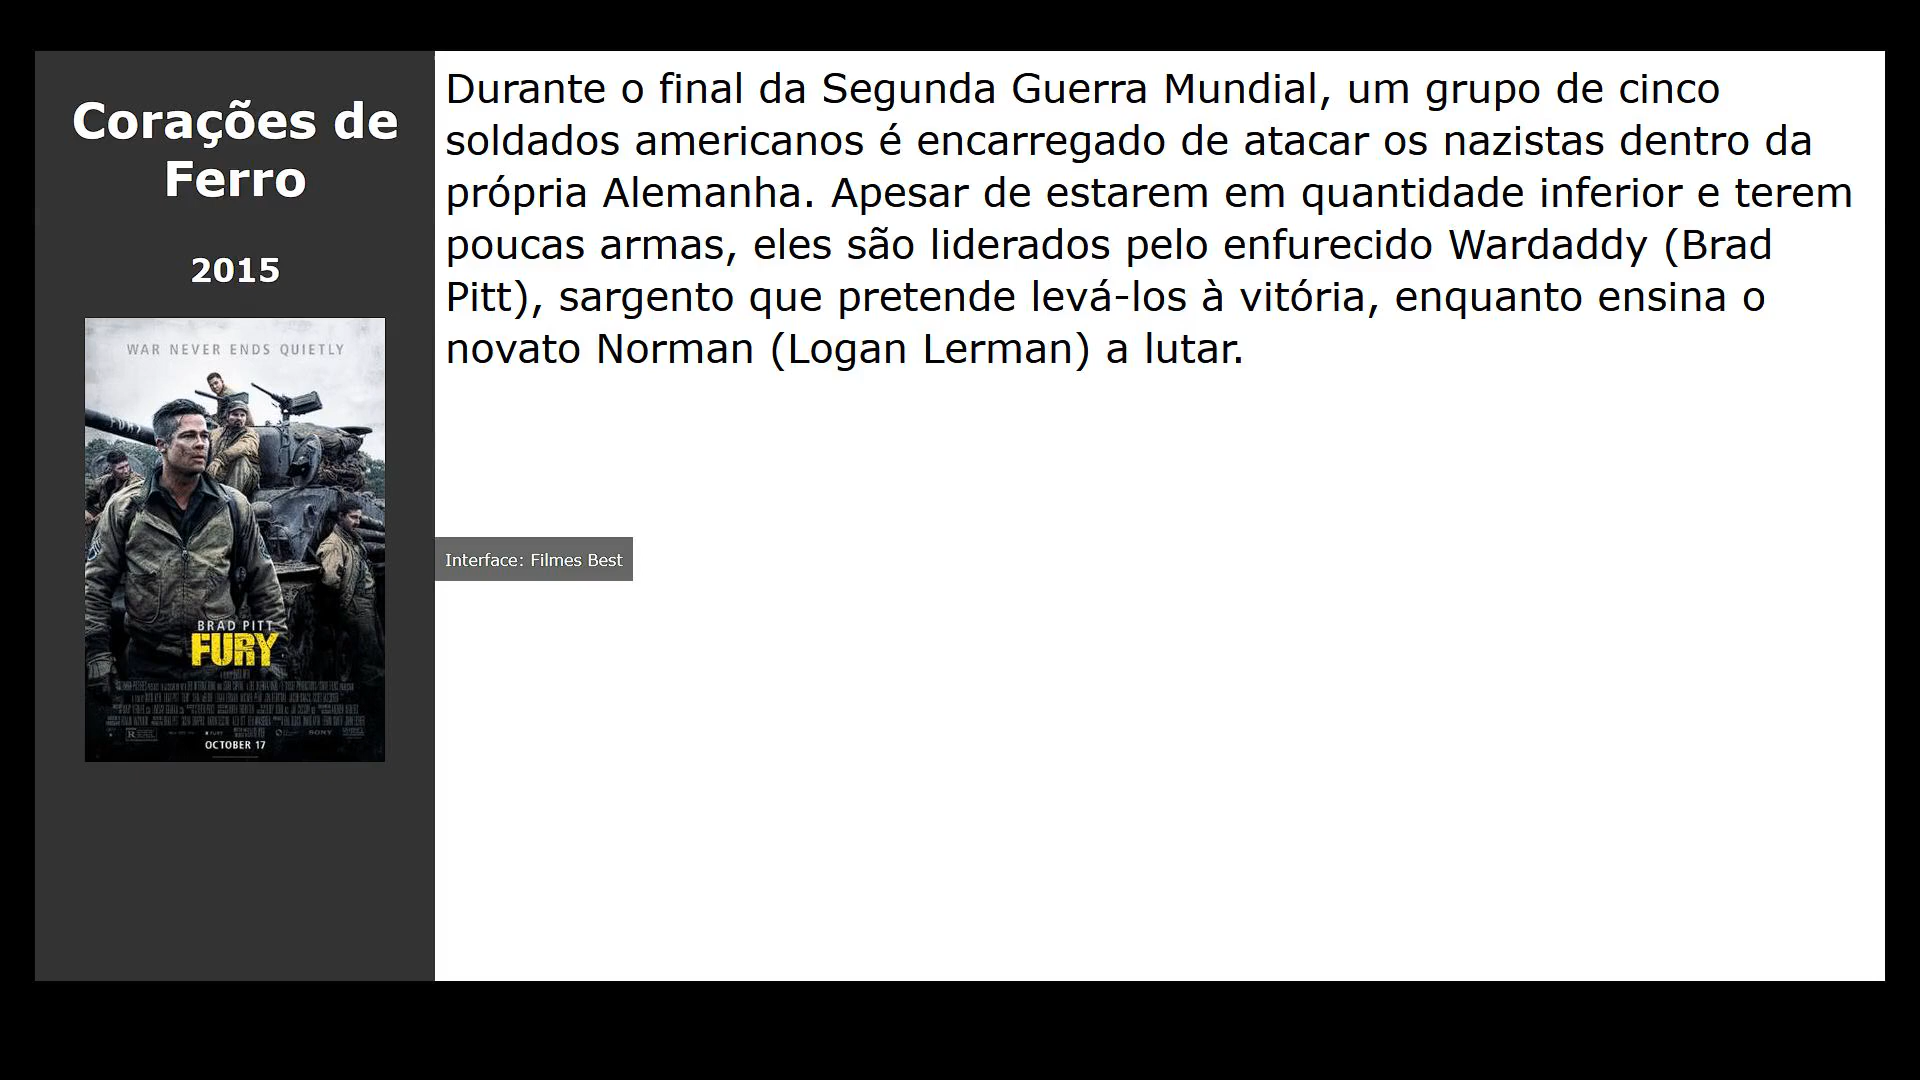 Corações de
Ferro
2015
WAR NEVER ENDS QUIETLY
FURY
BRAD PITT
FURY
OCTOBER 17
Durante o final da Segunda Guerra Mundial, um grupo de cinco
soldados americanos é encarregado de atacar os nazistas dentro da
própria Alemanha. Apesar de estarem em quantidade inferior e terem
poucas armas, eles são liderados pelo enfurecido Wardaddy (Brad
Pitt), sargento que pretende levá-los à vitória, enquanto ensina o
novato Norman (Logan Lerman) a lutar.
Interface: Filmes Best